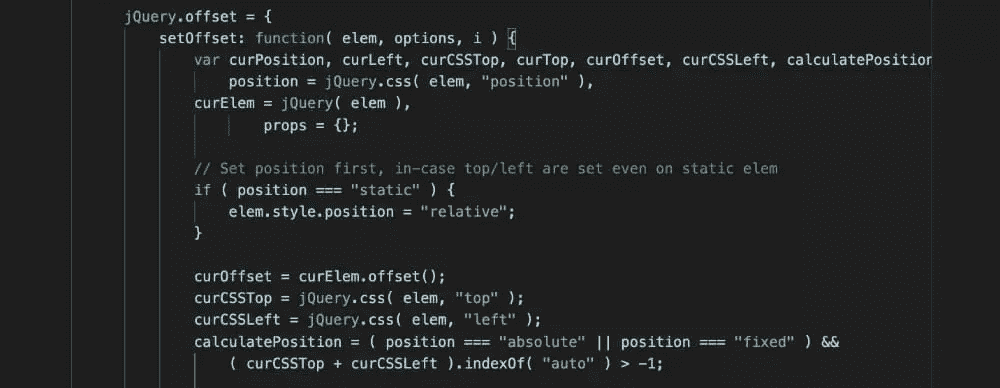 jQuery.offset = {
setOffset: function( elem, options, i ) {
var curPosition, curLeft, curCSSTop, curTop, curOffset, curCSSLeft, calculatePosition
position = jQuery.css( elem, "position" ),
curElem = jQuery( elem ),
props = {};
// Set position first, in-case top/left are set even on static elem
if ( position === "static" ) {
elem.style.position = "relative";
}
curOffset = curElem.offset();
curCSSTop = jQuery.css( elem, "top" );
curCSSLeft = jQuery.css( elem, "left" );
calculatePosition = ( position === "absolute" || position === "fixed" ) &&
( curCSSTop + curCSSLeft ).indexOf( "auto" ) > -1;